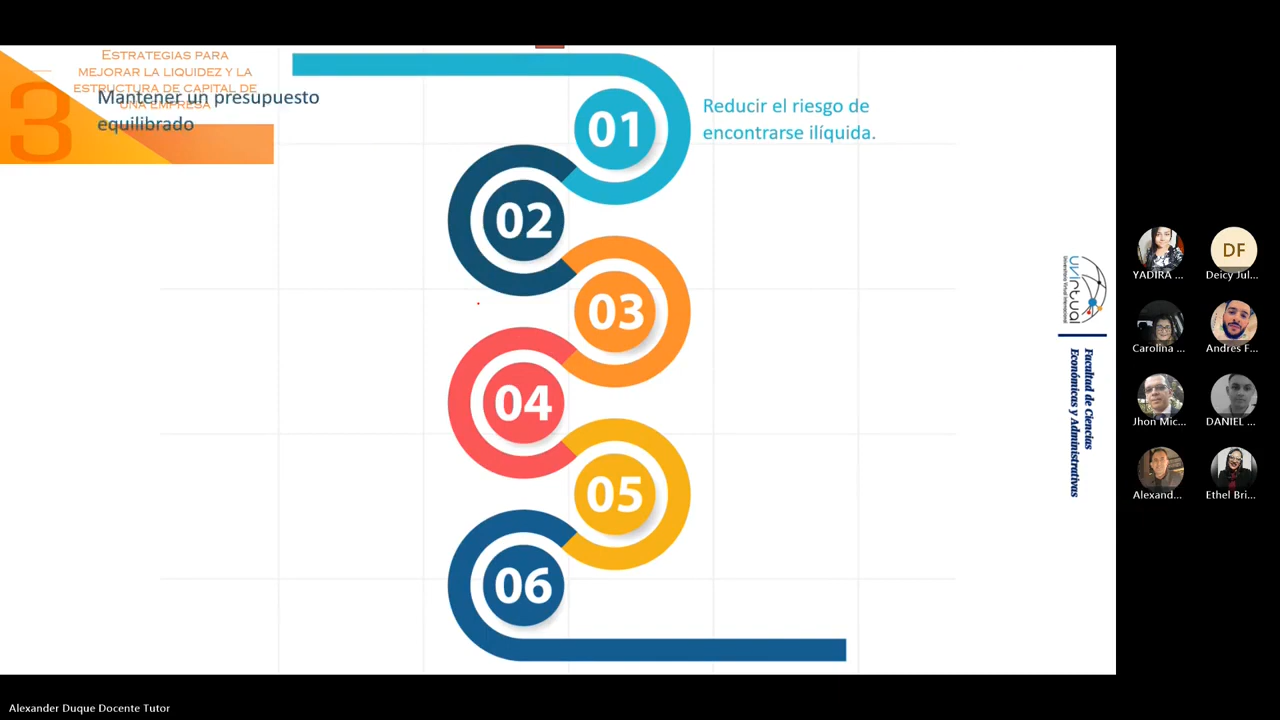 Estrategias para
mejorar la liquidez y la
estructura de capital de
una empresa
3
Mantener un presupuesto
equilibrado
01
Reducir el riesgo de
encontrarse ilíquida.
02
03
04
05
06
uvirtual
Facultad de Ciencias
Económicas y Administrativas
YADIRA ...
DF
Deicy Jul...
Carolina ...
Andres F...
Jhon Mic...
DANIEL ...
Alexand...
Ethel Bri...
Alexander Duque Docente Tutor